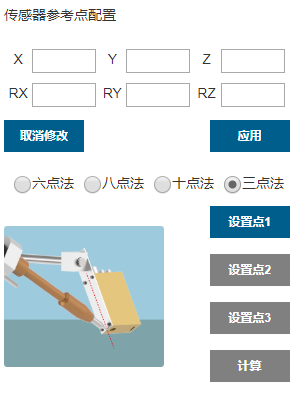 传感器参考点配置
X Y Z
RX RY RZ
取消修改 应用
六点法 八点法 十点法 三点法
设置点1
设置点2
设置点3
计算